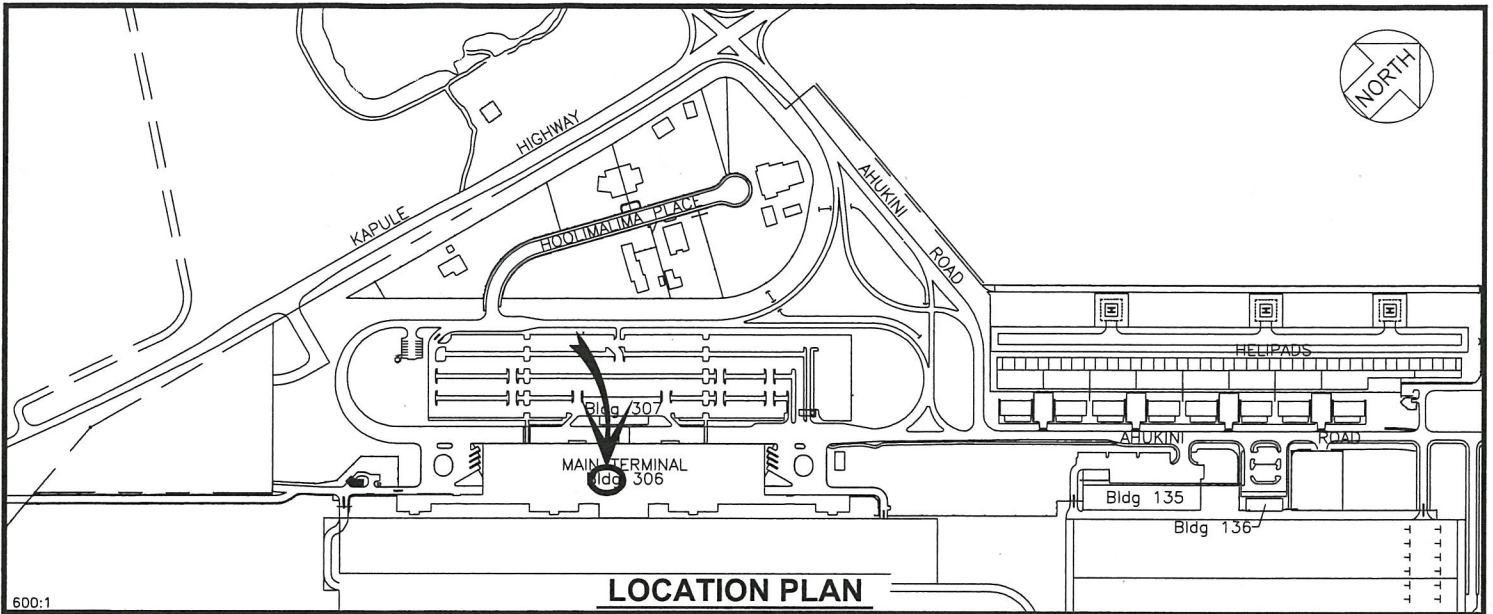 NORTH
HIGHWAY
KAPULE
AHUKINI
ROAD
HOOLIMALIMA PLACE
HELIPADS
Bldg 307
AHUKINI ROAD
MAIN TERMINAL
Bldg 306
Bldg 135
Bldg 136
LOCATION PLAN
600:1